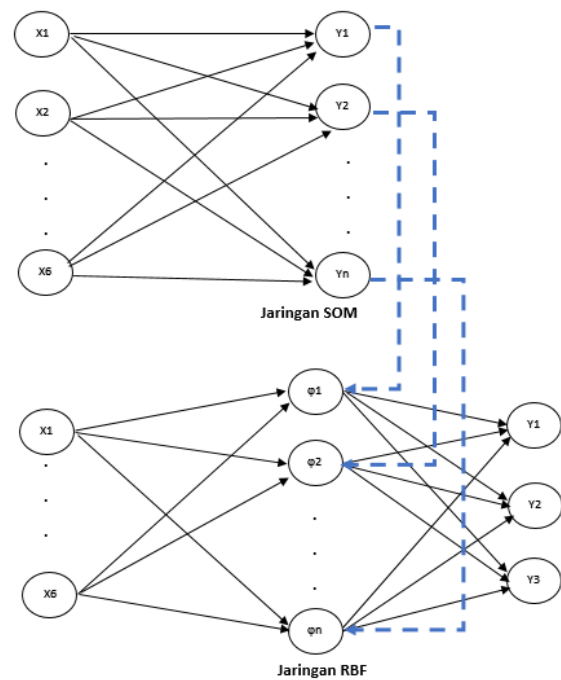 X1
Y1
X2
Y2
X6
Yn
Jaringan SOM
φ1
X1
Y1
φ2
Y2
X6
Y3
φn
Jaringan RBF